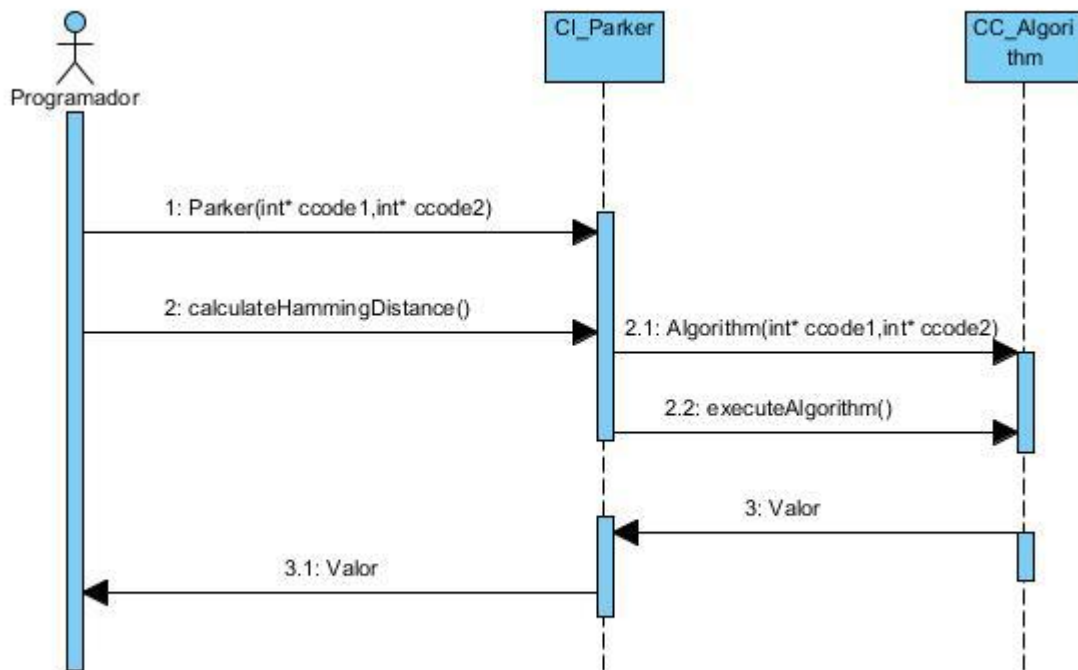 CI_Parker
CC_Algori
thm
Programador
1: Parker(int* ccode1,int* ccode2)
2: calculateHammingDistance()
2.1: Algorithm(int* ccode1,int* ccode2)
2.2: executeAlgorithm()
3: Valor
3.1: Valor